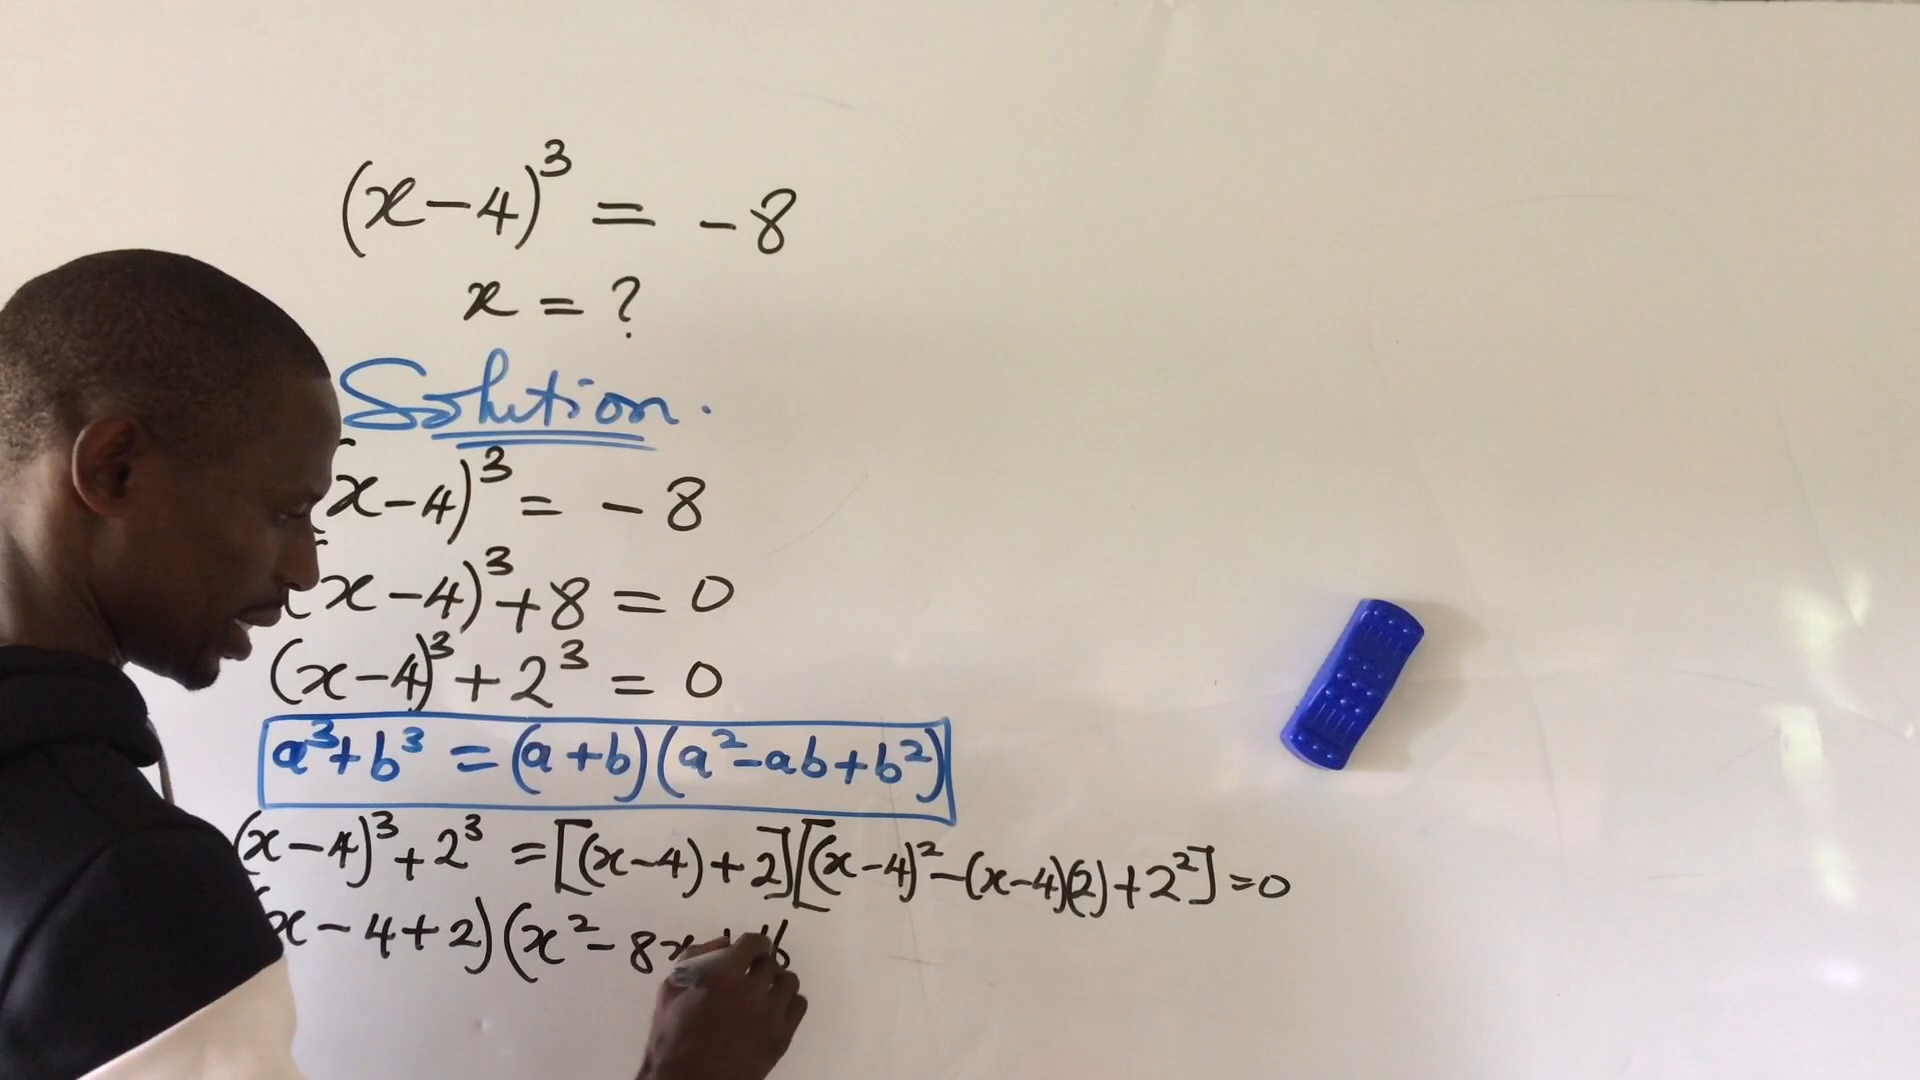 (x-4)³ = -8
x = ?
Solution.
x-4)³ = -8
(x-4)³+8 = 0
(x-4)³+2³ = 0
a³+b³ = (a+b)(a²-ab+b²)
(x-4)³+2³ =[(x-4)+2][(x-4)²-(x-4)(2)+2²]=0
(x-4+2)(x²-8x+16